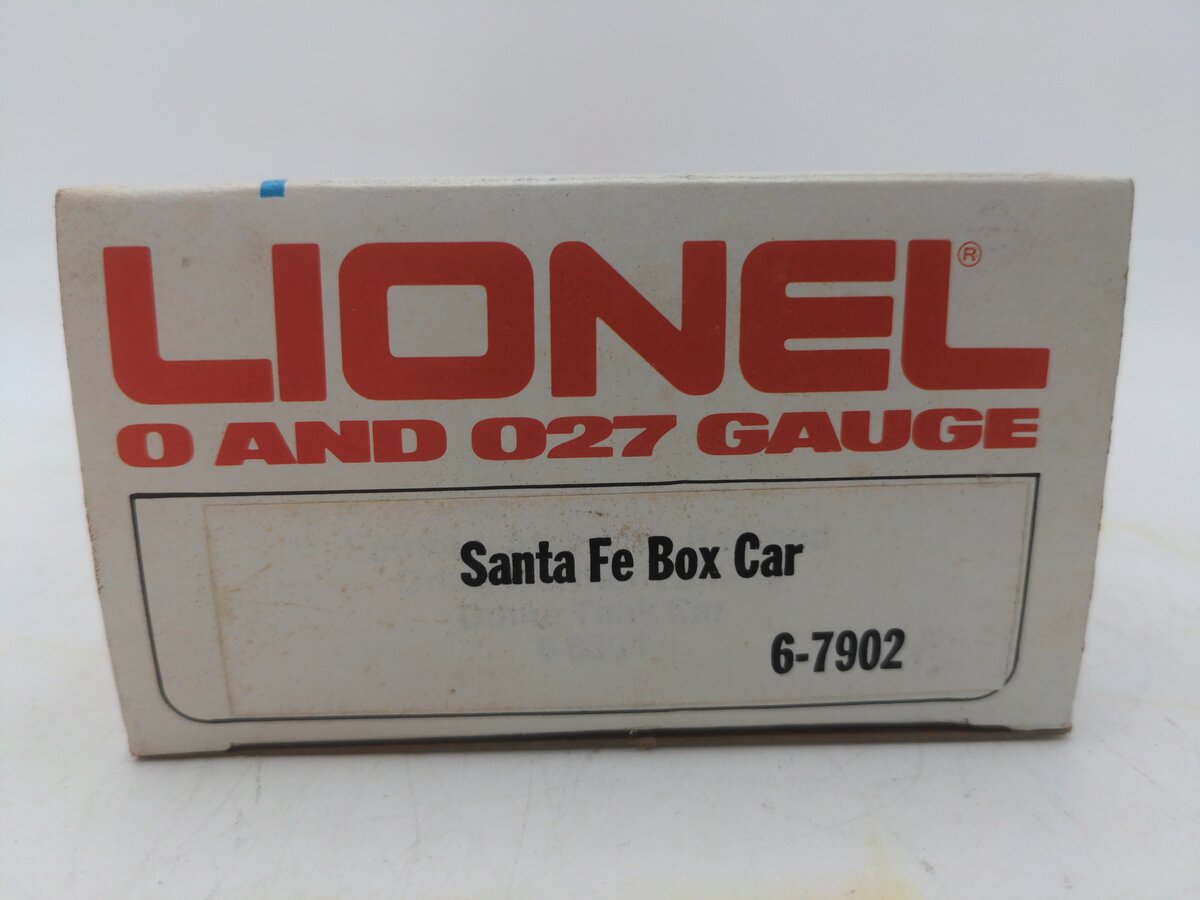 LIONEL®
O AND O27 GAUGE
Santa Fe Box Car
6-7902